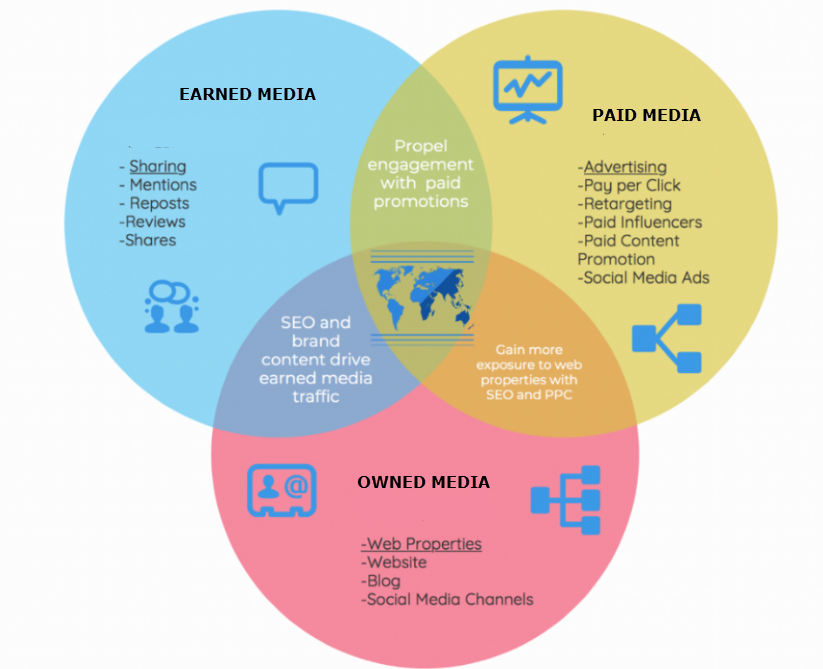 EARNED MEDIA
- Sharing
- Mentions
- Reposts
-Reviews
-Shares
Propel
engagement
with paid
promotions
PAID MEDIA
-Advertising
-Pay per Click
-Retargeting
-Paid Influencers
-Paid Content
Promotion
-Social Media Ads
SEO and
brand
content drive
earned media
traffic
Gain more
exposure to web
properties with
SEO and PPC
@
OWNED MEDIA
-Web Properties
-Website
-Blog
-Social Media Channels